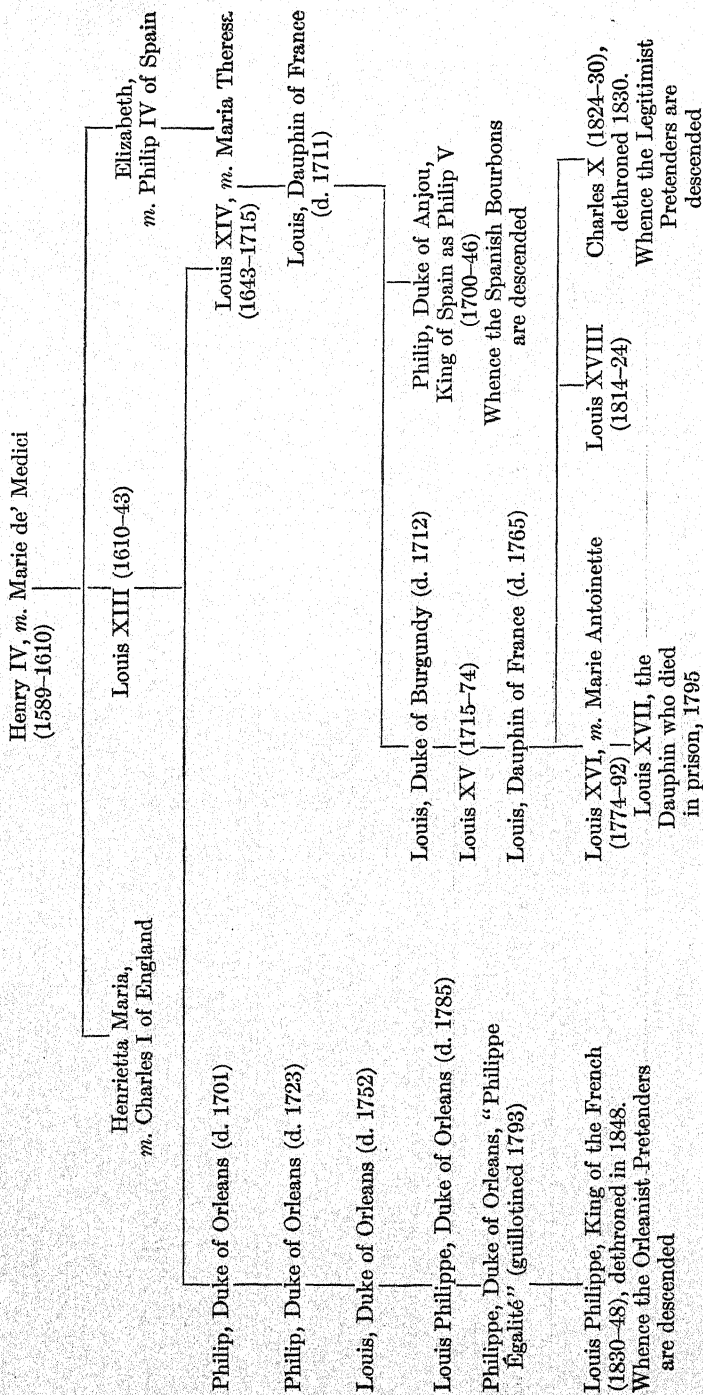 Henry IV, m. Marie de' Medici
(1589–1610)
Henrietta Maria,
m. Charles I of England
Louis XIII (1610–43)
Elizabeth,
m. Philip IV of Spain
Philip, Duke of Orleans (d. 1701)
Louis XIV, m. Maria Theresa
(1643–1715)
Philip, Duke of Orleans (d. 1723)
Louis, Dauphin of France
(d. 1711)
Louis, Duke of Orleans (d. 1752)
Louis Philippe, Duke of Orleans (d. 1785)
Louis, Duke of Burgundy (d. 1712)
Philip, Duke of Anjou,
King of Spain as Philip V
(1700–46)
Whence the Spanish Bourbons
are descended
Philippe, Duke of Orleans, “Philippe
Égalité” (guillotined 1793)
Louis XV (1715–74)
Louis, Dauphin of France (d. 1765)
Louis Philippe, King of the French
(1830–48), dethroned in 1848.
Whence the Orleanist Pretenders
are descended
Louis XVI, m. Marie Antoinette
(1774–92)
Louis XVII, the
Dauphin who died
in prison, 1795
Louis XVIII
(1814–24)
Charles X (1824–30),
dethroned 1830.
Whence the Legitimist
Pretenders are
descended